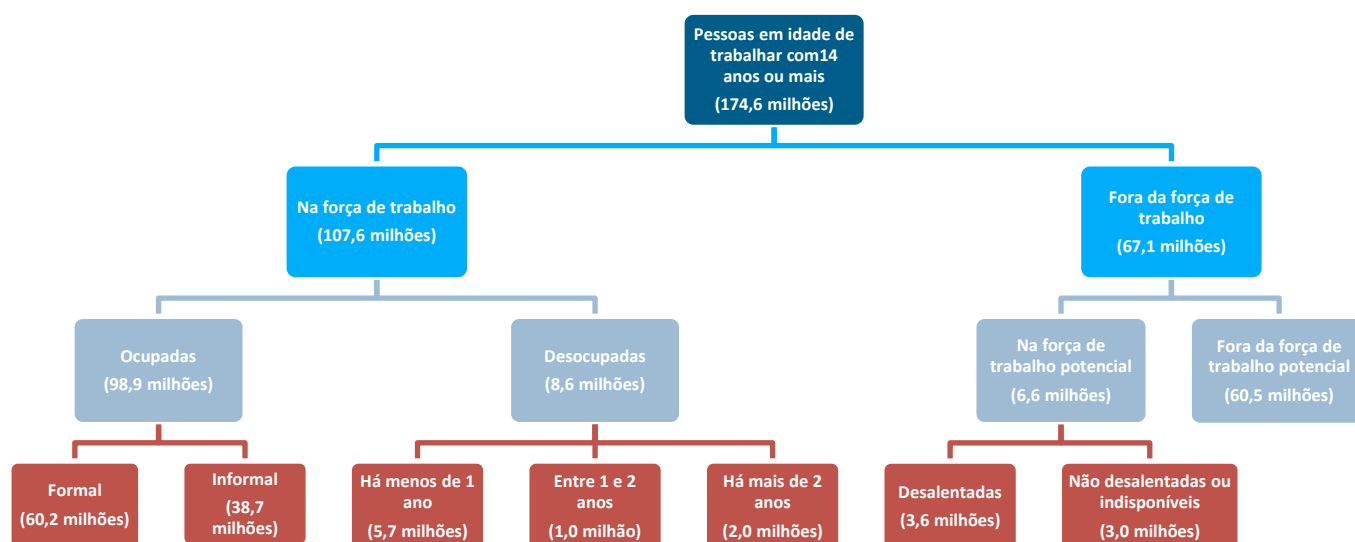 Pessoas em idade de
trabalhar com14
anos ou mais
(174,6 milhões)
Na força de trabalho
(107,6 milhões)
Fora da força de
trabalho
(67,1 milhões)
Ocupadas
(98,9 milhões)
Desocupadas
(8,6 milhões)
Na força de
trabalho potencial
(6,6 milhões)
Fora da força de
trabalho potencial
(60,5 milhões)
Formal
(60,2 milhões)
Informal
(38,7
milhões)
Há menos de 1
ano
(5,7 milhões)
Entre 1 e 2
anos
(1,0 milhão)
Há mais de 2
anos
(2,0 milhões)
Desalentadas
(3,6 milhões)
Não desalentadas ou
indisponíveis
(3,0 milhões)